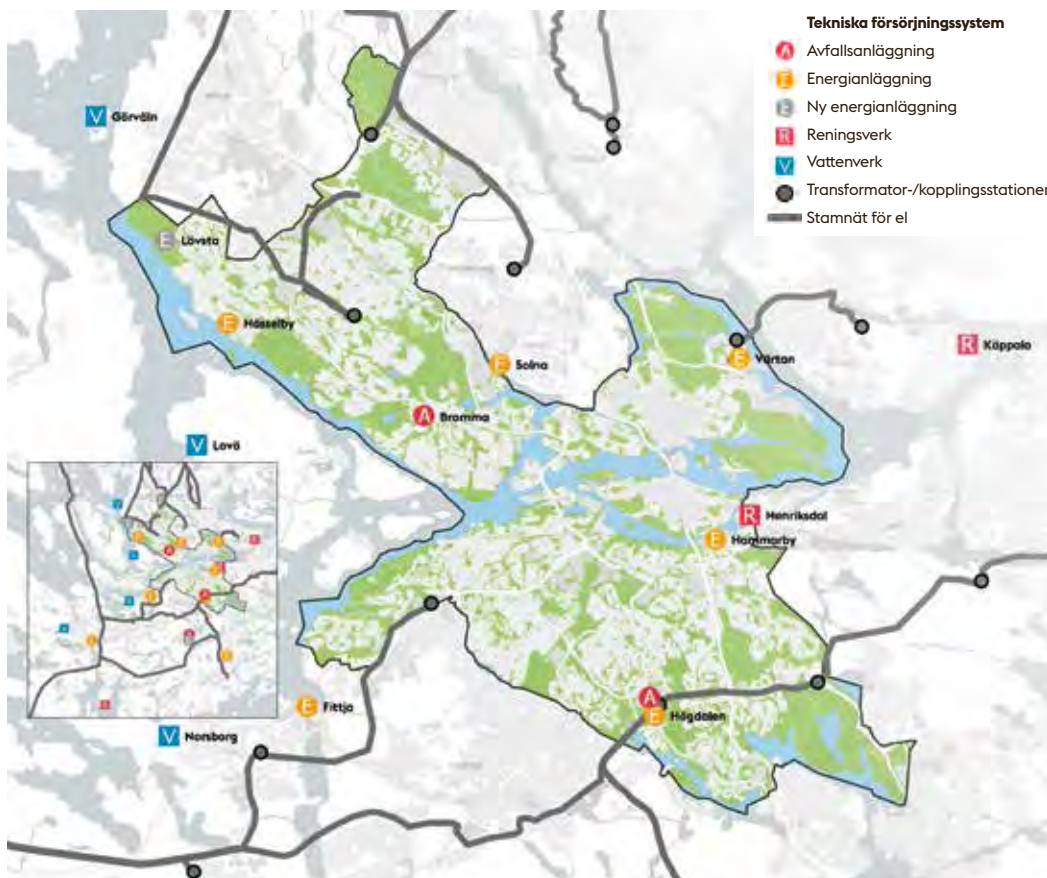 Tekniska försörjningssystem
A Avfallsanläggning
E Energianläggning
E Ny energianläggning
R Reningsverk
V Vattenverk
Transformator-/kopplingsstationer
Stamnät för el
V Görväln
E Lövsta
E Hässelby
E Solna
E Värtan
R Käppala
A Bromma
V Lovö
R Henriksdal
E Hammarby
A
E Högdalen
E Fittja
V Norsborg